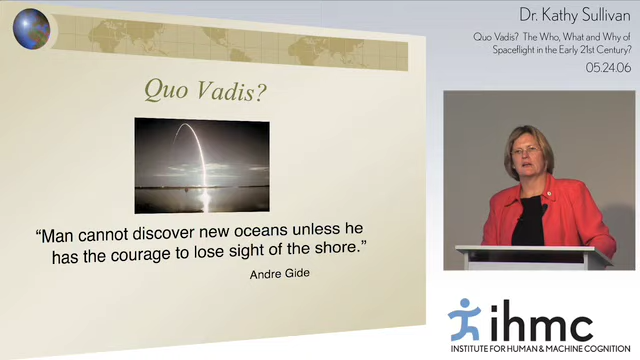 Quo Vadis?
“Man cannot discover new oceans unless he
has the courage to lose sight of the shore.”
Andre Gide
Dr. Kathy Sullivan
Quo Vadis? The Who, What and Why of
Spaceflight in the Early 21st Century?
05.24.06
ihmc
INSTITUTE FOR HUMAN & MACHINE COGNITION